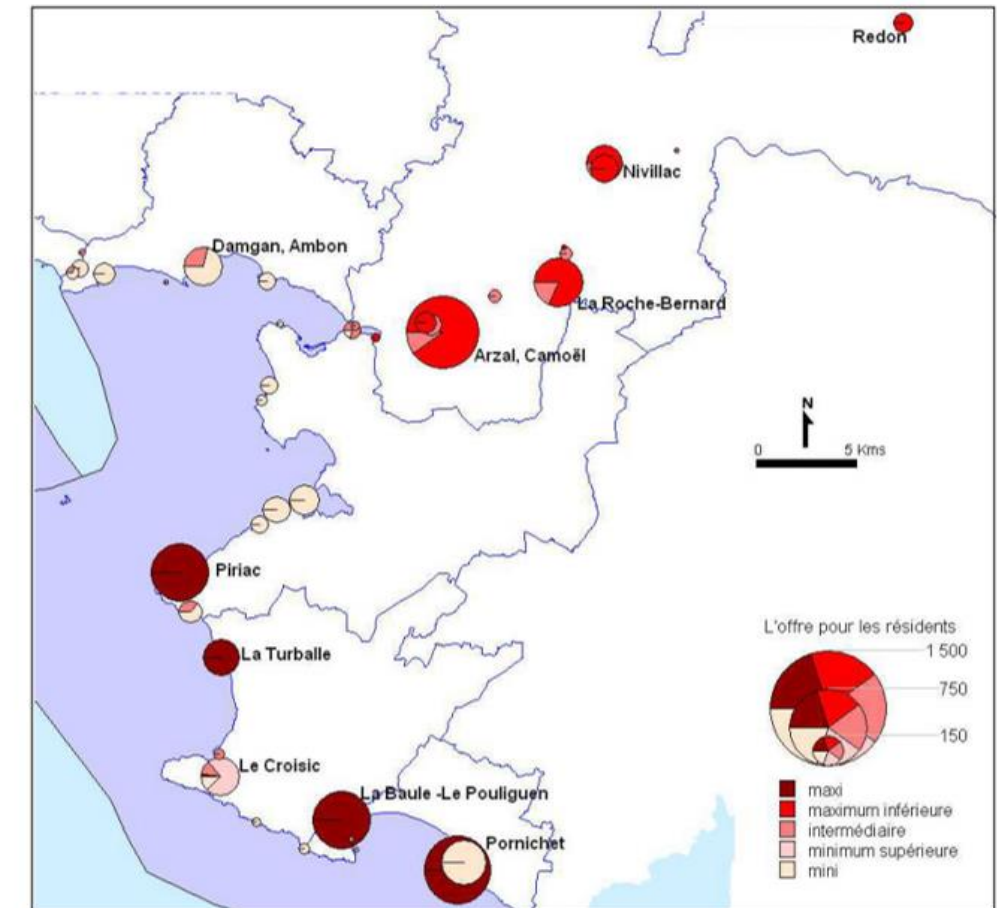 Redon
Nivillac
Damgan, Ambon
La Roche-Bernard
Arzal, Camoël
N
0 5 Kms
Piriac
L'offre pour les résidents
1 500
La Turballe
750
150
Le Croisic
La Baule -Le Pouliguen
maxi
maximum inférieure
Pornichet
intermédiaire
minimum supérieure
mini